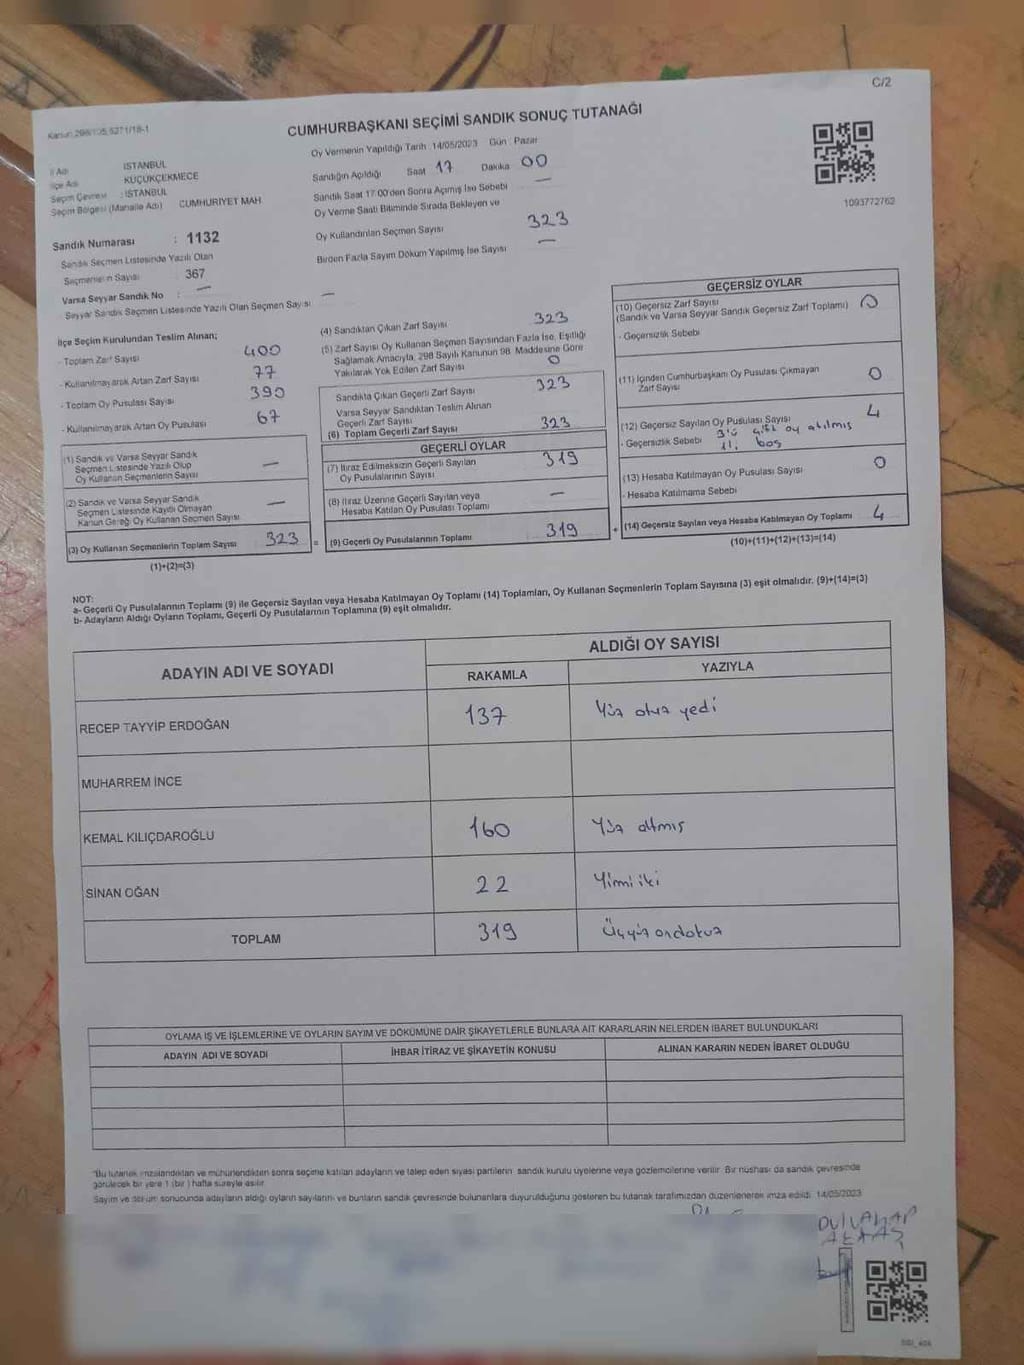 C/2
Kanun 298/105,6271/18-1
CUMHURBAŞKANI SEÇİMİ SANDIK SONUÇ TUTANAĞI
Oy Vermenin Yapıldığı Tarih :14/05/2023 Gün : Pazar
İl Adı : İSTANBUL
İlçe Adı : KÜÇÜKÇEKMECE
Seçim Çevresi : İSTANBUL
Seçim Bölgesi (Mahalle Adı) CUMHURİYET MAH
Sandık Numarası : 1132
Sandık Seçmen Listesinde Yazılı Olan
Seçmenlerin Sayısı 367
Varsa Seyyar Sandık No : —
Seyyar Sandık Seçmen Listesinde Yazılı Olan Seçmen Sayısı —
Sandığın Açıldığı Saat 17 Dakika 00
Sandık Saat 17:00'den Sonra Açımış İse Sebebi —
Oy Verme Saati Bitiminde Sırada Bekleyen ve
Oy Kullandırılan Seçmen Sayısı 323
Birden Fazla Sayım Döküm Yapılmış İse Sayısı —
1093772762
İlçe Seçim Kurulundan Teslim Alınan;
- Toplam Zarf Sayısı 400
- Kullanılmayarak Artan Zarf Sayısı 77
- Toplam Oy Pusulası Sayısı 390
- Kullanılmayarak Artan Oy Pusulası 67
(1) Sandık ve Varsa Seyyar Sandık
Seçmen Listesinde Yazılı Olup
Oy Kullanan Seçmenlerin Sayısı —
(2) Sandık ve Varsa Seyyar Sandık
Seçmen Listesinde Kayıtlı Olmayan
Kanun Gereği Oy Kullanan Seçmen Sayısı —
(3) Oy Kullanan Seçmenlerin Toplam Sayısı 323 =
(1)+(2)=(3)
(4) Sandıktan Çıkan Zarf Sayısı 323
(5) Zarf Sayısı Oy Kullanan Seçmen Sayısından Fazla İse, Eşitliği
Sağlamak Amacıyla, 298 Sayılı Kanunun 98. Maddesine Göre
Yakılarak Yok Edilen Zarf Sayısı 0
Sandıkta Çıkan Geçerli Zarf Sayısı 323
Varsa Seyyar Sandıktan Teslim Alınan
Geçerli Zarf Sayısı
(6) Toplam Geçerli Zarf Sayısı 323
GEÇERLİ OYLAR
(7) İtiraz Edilmeksizin Geçerli Sayılan
Oy Pusulalarının Sayısı 319
(8) İtiraz Üzerine Geçerli Sayılan veya
Hesaba Katılan Oy Pusulası Toplamı —
(9) Geçerli Oy Pusulalarının Toplamı 319 +
GEÇERSİZ OYLAR
(10) Geçersiz Zarf Sayısı
(Sandık ve Varsa Seyyar Sandık Geçersiz Zarf Toplamı) 0
- Geçersizlik Sebebi
(11) İçinden Cumhurbaşkanı Oy Pusulası Çıkmayan
Zarf Sayısı 0
(12) Geçersiz Sayılan Oy Pusulası Sayısı 4
- Geçersizlik Sebebi 3'ü çift oy atılmış
1'i boş
(13) Hesaba Katılmayan Oy Pusulası Sayısı 0
- Hesaba Katılmama Sebebi
(14) Geçersiz Sayılan veya Hesaba Katılmayan Oy Toplamı 4
(10)+(11)+(12)+(13)=(14)
NOT:
a- Geçerli Oy Pusulalarının Toplamı (9) ile Geçersiz Sayılan veya Hesaba Katılmayan Oy Toplamı (14) Toplamları, Oy Kullanan Seçmenlerin Toplam Sayısına (3) eşit olmalıdır. (9)+(14)=(3)
b- Adayların Aldığı Oyların Toplamı, Geçerli Oy Pusulalarının Toplamına (9) eşit olmalıdır.
ADAYIN ADI VE SOYADI
ALDIĞI OY SAYISI
RAKAMLA YAZIYLA
RECEP TAYYİP ERDOĞAN 137 Yüz otuz yedi
MUHARREM İNCE
KEMAL KILIÇDAROĞLU 160 Yüz altmış
SİNAN OĞAN 22 Yimi iki
TOPLAM 319 Üçyüz ondokuz
OYLAMA İŞ VE İŞLEMLERİNE VE OYLARIN SAYIM VE DÖKÜMÜNE DAİR ŞİKAYETLERLE BUNLARA AİT KARARLARIN NELERDEN İBARET BULUNDUKLARI
ADAYIN ADI VE SOYADI İHBAR İTİRAZ VE ŞİKAYETİN KONUSU ALINAN KARARIN NEDEN İBARET OLDUĞU
*Bu tutanak imzalandıktan ve mühürlendikten sonra seçime katılan adayların ve talep eden siyasi partilerin sandık kurulu üyelerine veya gözlemcilerine verilir. Bir nüshası da sandık çevresinde
görülecek bir yere 1 (bir) hafta süreyle asılır.
Sayım ve döküm sonucunda adayların aldığı oyların sayılarını ve bunların sandık çevresinde bulunanlara duyurulduğunu gösteren bu tutanak tarafımızdan düzenlenerek imza edildi. 14/05/2023